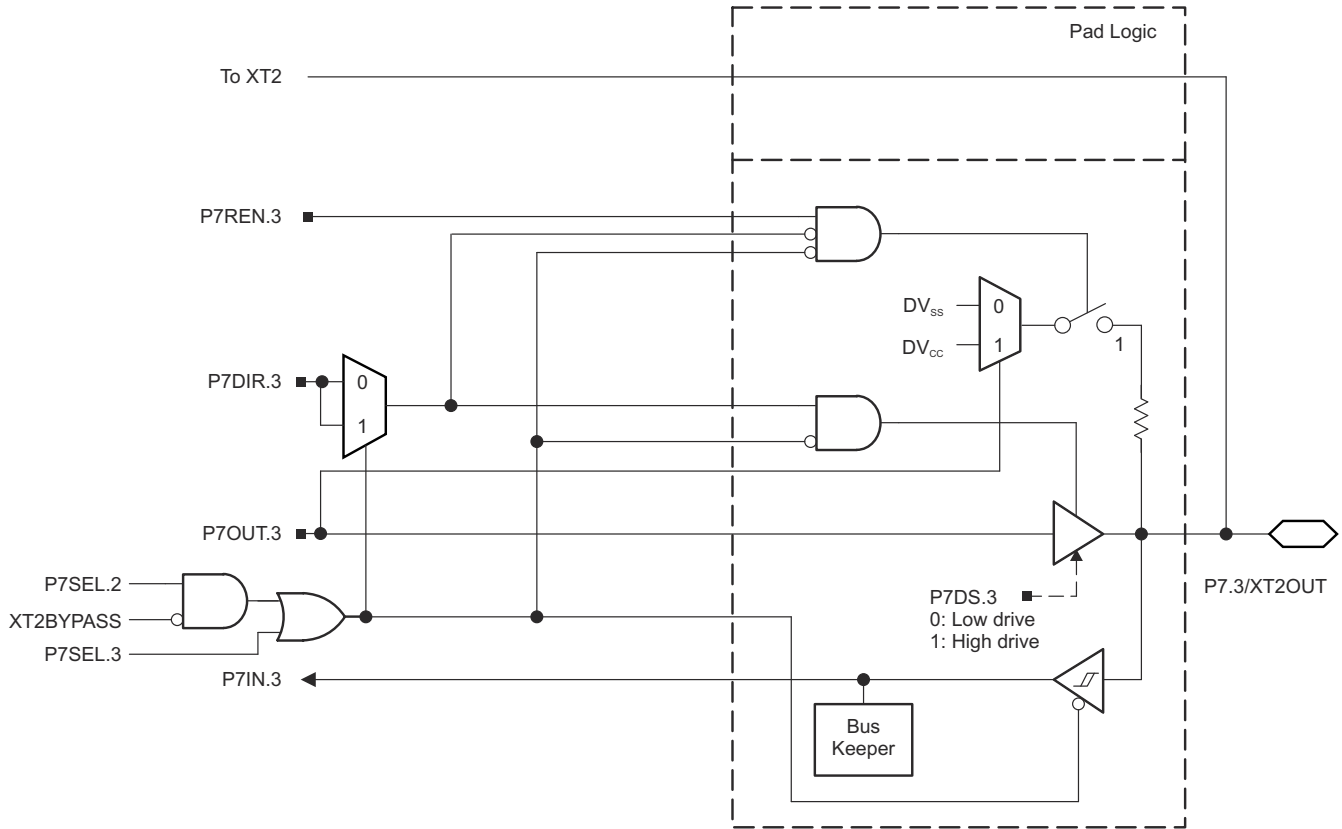 Pad Logic
To XT2
P7REN.3
DVSS
0
DVCC
1
1
P7DIR.3
0
1
P7OUT.3
P7SEL.2
XT2BYPASS
P7SEL.3
P7DS.3
0: Low drive
1: High drive
P7.3/XT2OUT
P7IN.3
Bus
Keeper